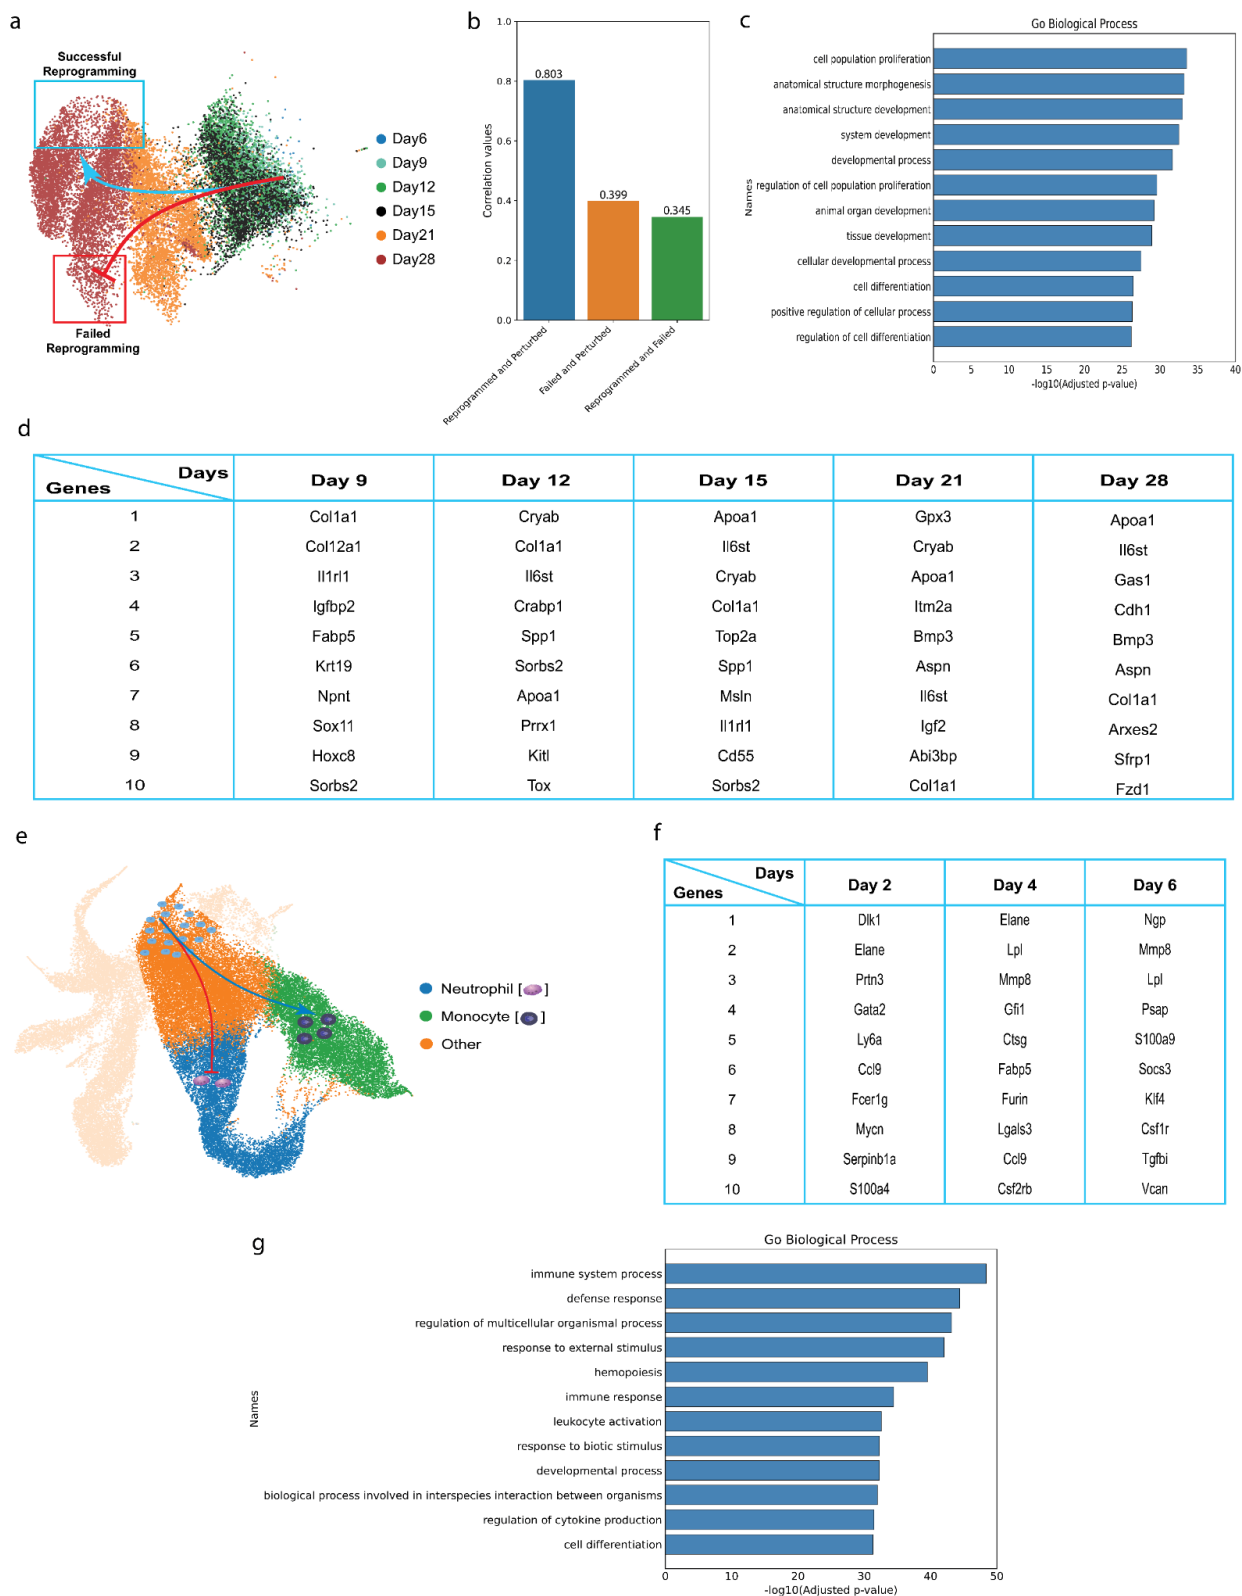 a
Successful
Reprogramming
Failed
Reprogramming
Day6
Day9
Day12
Day15
Day21
Day28
b
1.0
0.8
0.6
0.4
0.2
0.0
Correlation values
0.803
0.399
0.345
Reprogrammed and Perturbed
Failed and Perturbed
Reprogrammed and Failed
c
Go Biological Process
Names
cell population proliferation
anatomical structure morphogenesis
anatomical structure development
system development
developmental process
regulation of cell population proliferation
animal organ development
tissue development
cellular developmental process
cell differentiation
positive regulation of cellular process
regulation of cell differentiation
0 5 10 15 20 25 30 35 40
-log10(Adjusted p-value)
d
Days
Genes
Day 9 Day 12 Day 15 Day 21 Day 28
1 Col1a1 Cryab Apoa1 Gpx3 Apoa1
2 Col12a1 Col1a1 Il6st Cryab Il6st
3 Il1rl1 Il6st Cryab Apoa1 Gas1
4 Igfbp2 Crabp1 Col1a1 Itm2a Cdh1
5 Fabp5 Spp1 Top2a Bmp3 Bmp3
6 Krt19 Sorbs2 Spp1 Aspn Aspn
7 Npnt Apoa1 Msln Il6st Col1a1
8 Sox11 Prrx1 Il1rl1 Igf2 Arxes2
9 Hoxc8 Kitl Cd55 Abi3bp Sfrp1
10 Sorbs2 Tox Sorbs2 Col1a1 Fzd1
e
Neutrophil [ ]
Monocyte [ ]
Other
f
Days
Genes
Day 2 Day 4 Day 6
1 Dlk1 Elane Ngp
2 Elane Lpl Mmp8
3 Prtn3 Mmp8 Lpl
4 Gata2 Gfi1 Psap
5 Ly6a Ctsg S100a9
6 Ccl9 Fabp5 Socs3
7 Fcer1g Furin Klf4
8 Mycn Lgals3 Csf1r
9 Serpinb1a Ccl9 Tgfbi
10 S100a4 Csf2rb Vcan
g
Go Biological Process
Names
immune system process
defense response
regulation of multicellular organismal process
response to external stimulus
hemopoiesis
immune response
leukocyte activation
response to biotic stimulus
developmental process
biological process involved in interspecies interaction between organisms
regulation of cytokine production
cell differentiation
0 10 20 30 40 50
-log10(Adjusted p-value)